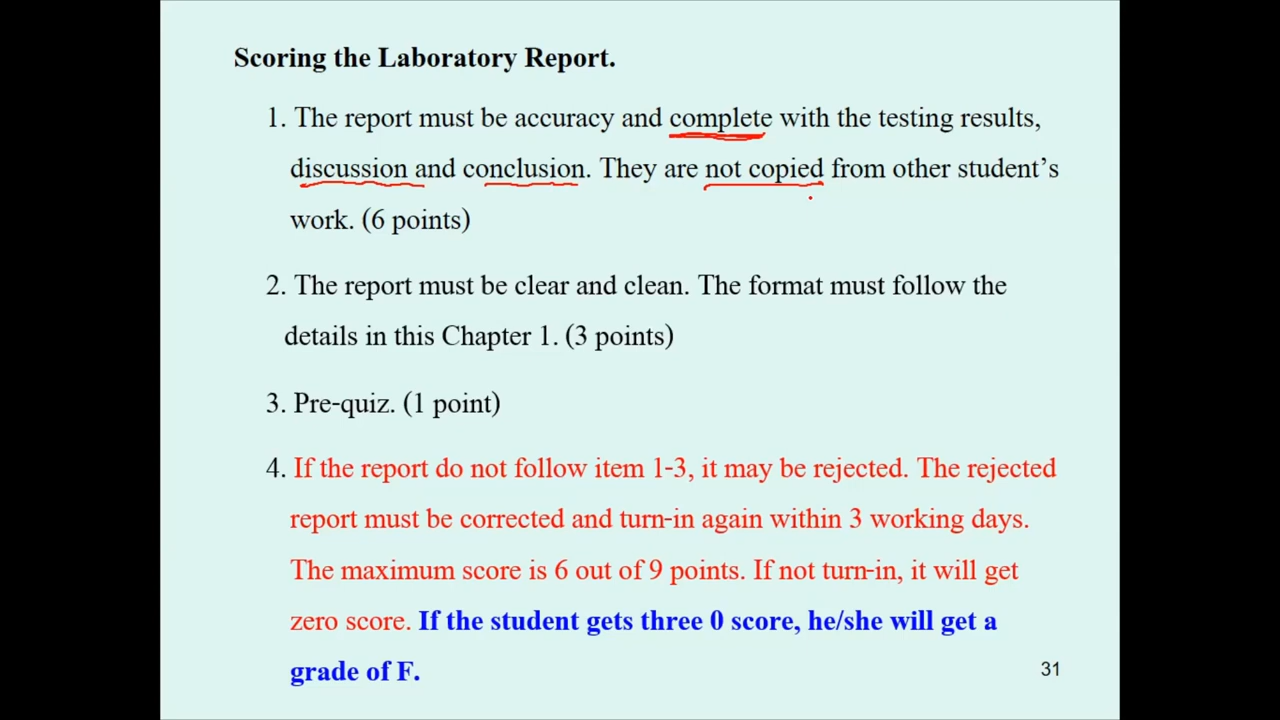 Scoring the Laboratory Report.
1. The report must be accuracy and complete with the testing results,
discussion and conclusion. They are not copied from other student's
work. (6 points)
2. The report must be clear and clean. The format must follow the
details in this Chapter 1. (3 points)
3. Pre-quiz. (1 point)
4. If the report do not follow item 1-3, it may be rejected. The rejected
report must be corrected and turn-in again within 3 working days.
The maximum score is 6 out of 9 points. If not turn-in, it will get
zero score. If the student gets three 0 score, he/she will get a
grade of F.
31